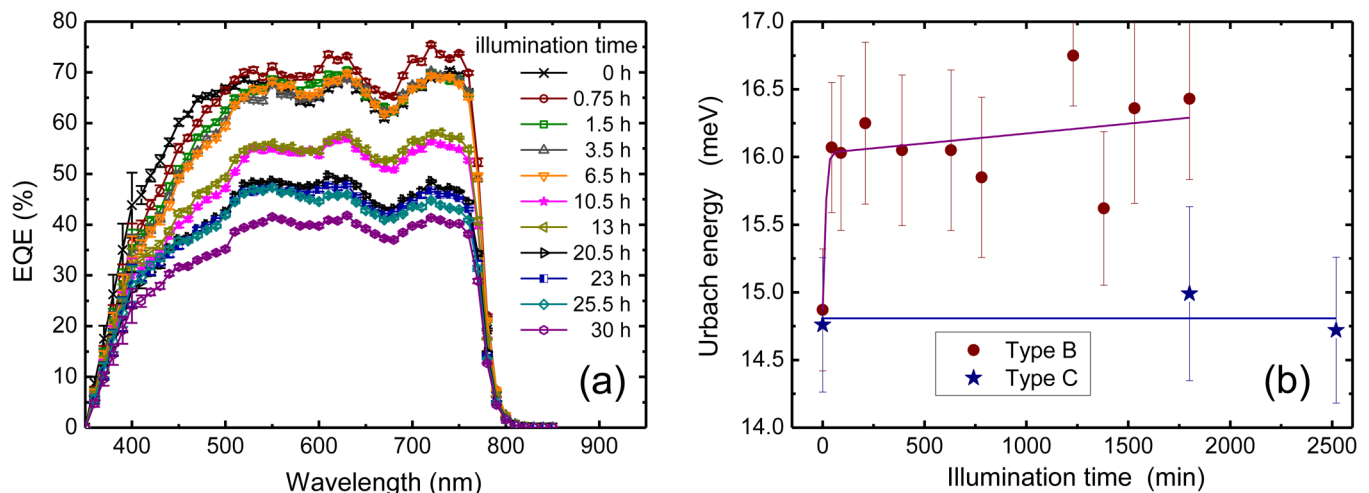 80
70
60
50
40
30
20
10
0
EQE (%)
400 500 600 700 800 900
Wavelength (nm)
illumination time
0 h
0.75 h
1.5 h
3.5 h
6.5 h
10.5 h
13 h
20.5 h
23 h
25.5 h
30 h
(a)
17.0
16.5
16.0
15.5
15.0
14.5
14.0
Urbach energy (meV)
0 500 1000 1500 2000 2500
Illumination time (min)
Type B
Type C
(b)